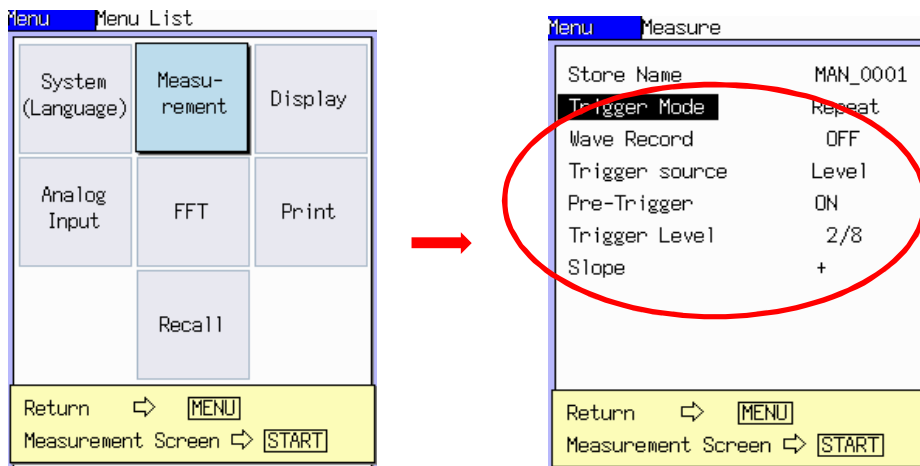 Menu Menu List
System
(Language)
Measu-
rement
Display
Analog
Input
FFT
Print
Recall
Return ⇨ MENU
Measurement Screen ⇨ START
Menu Measure
Store Name MAN_0001
Trigger Mode Repeat
Wave Record OFF
Trigger source Level
Pre-Trigger ON
Trigger Level 2/8
Slope +
Return ⇨ MENU
Measurement Screen ⇨ START